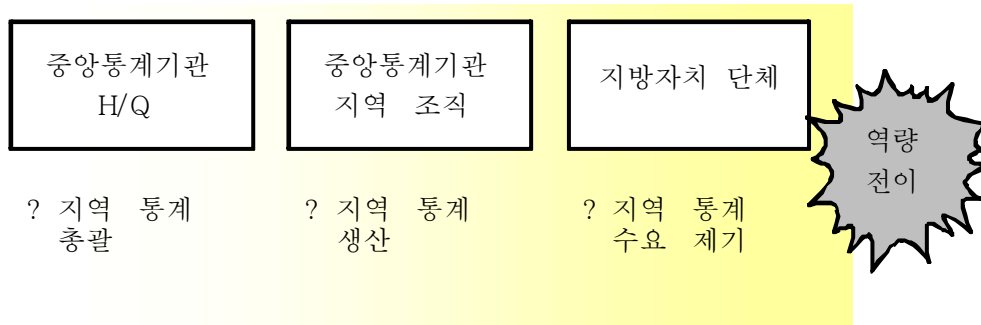 중앙통계기관
H/Q
중앙통계기관
지역 조직
지방자치 단체
역량
전이
? 지역 통계
총괄
? 지역 통계
생산
? 지역 통계
수요 제기